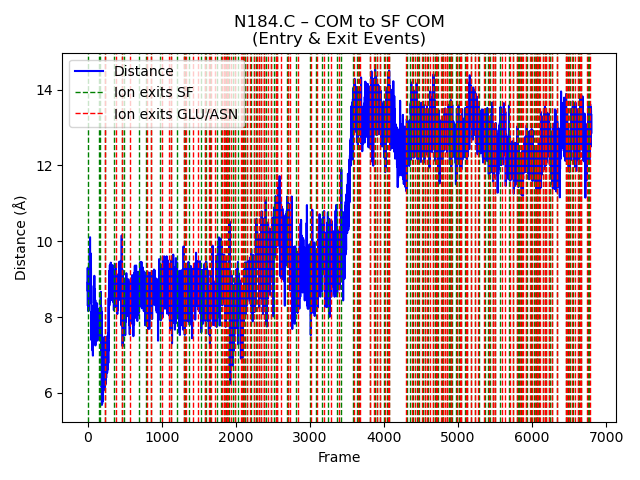 N184.C – COM to SF COM
(Entry & Exit Events)
Distance
Ion exits SF
Ion exits GLU/ASN
Distance (Å)
14
12
10
8
6
0 1000 2000 3000 4000 5000 6000 7000
Frame